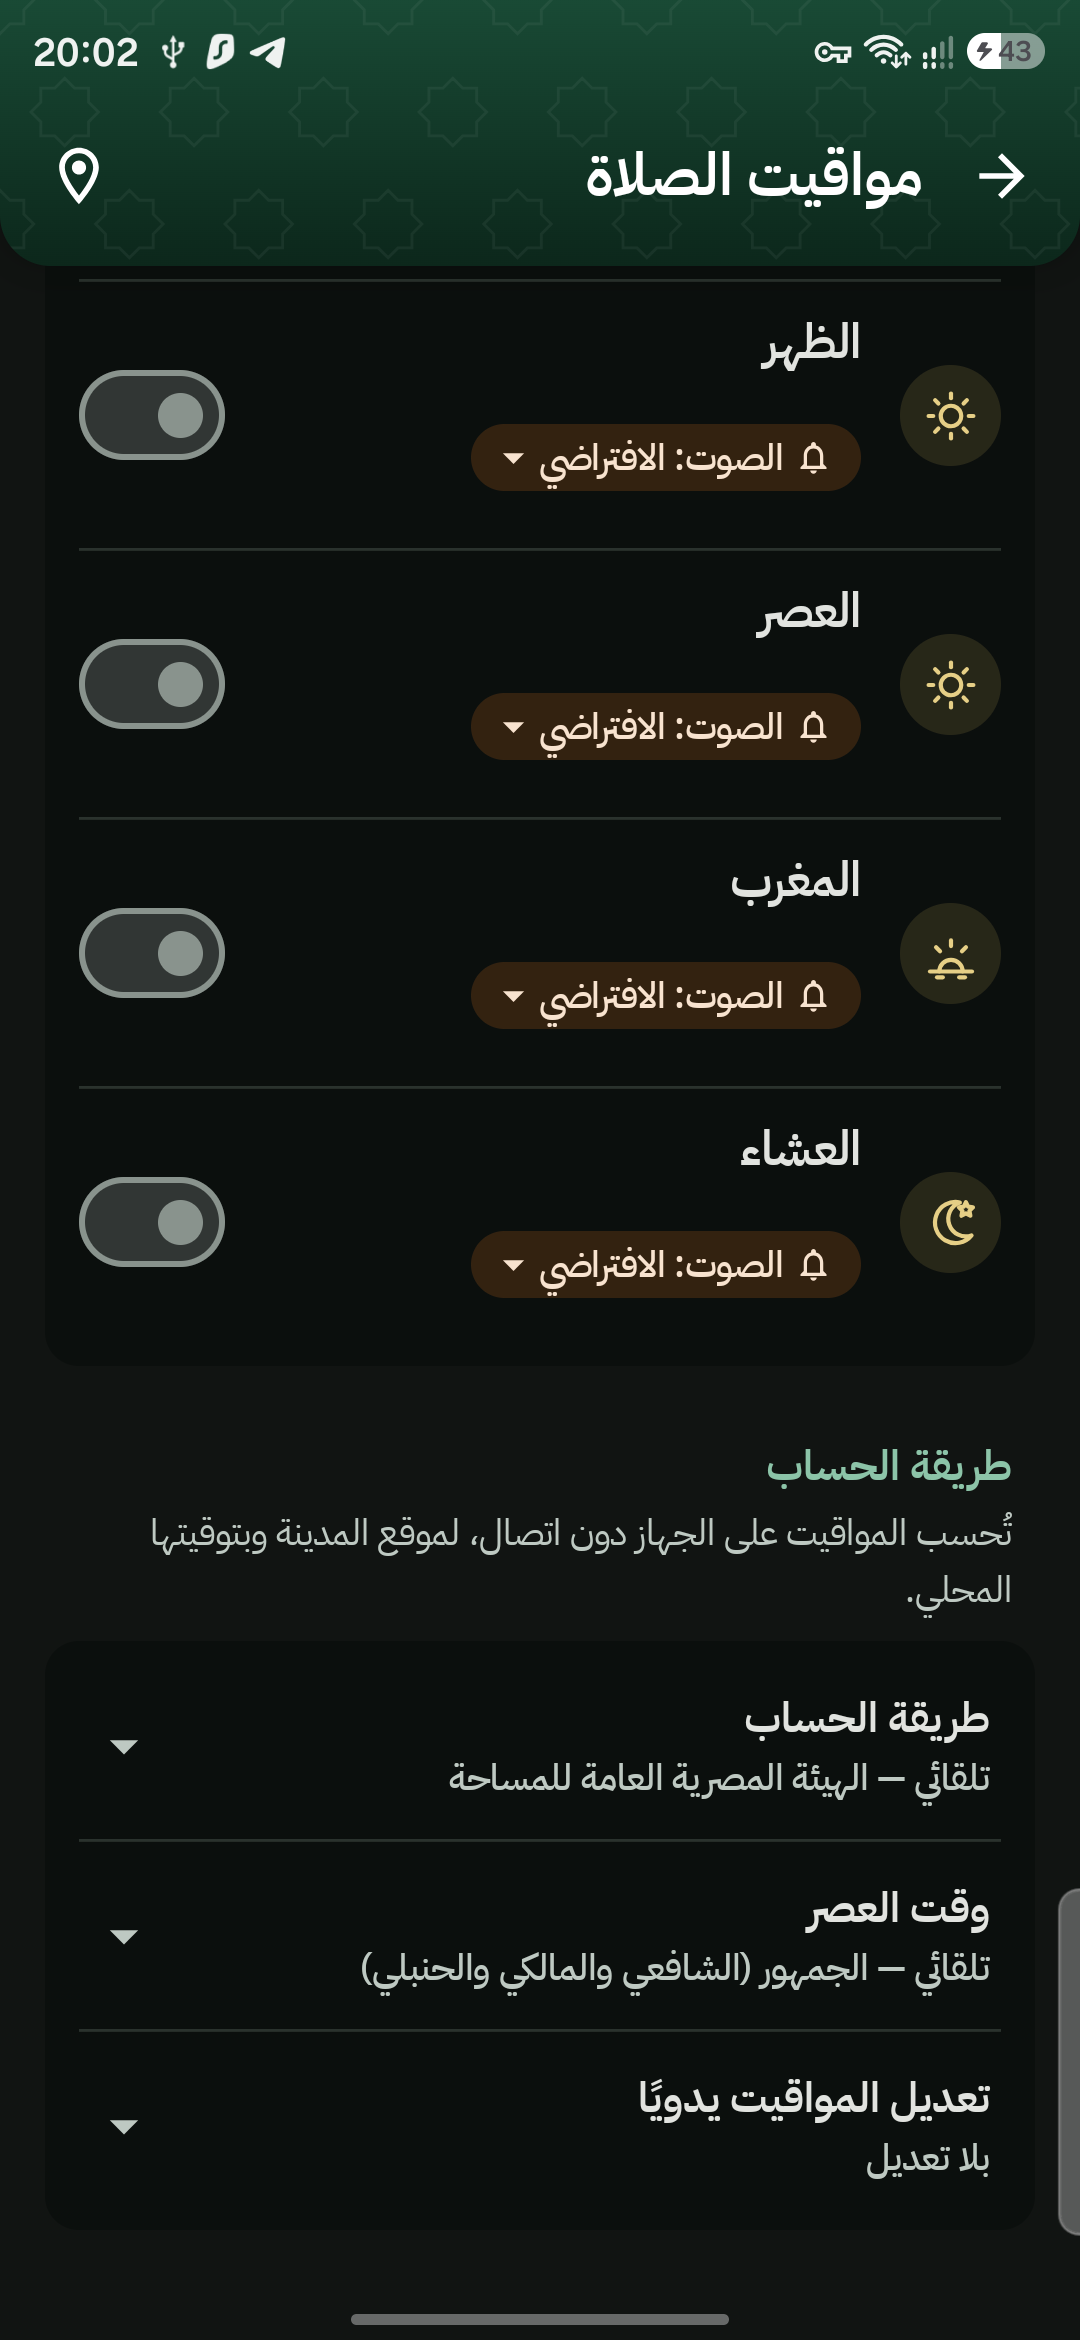 20:02
43
مواقيت الصلاة
الظهر
الصوت: الافتراضي
العصر
الصوت: الافتراضي
المغرب
الصوت: الافتراضي
العشاء
الصوت: الافتراضي
طريقة الحساب
تُحسب المواقيت على الجهاز دون اتصال، لموقع المدينة وبتوقيتها
المحلي.
طريقة الحساب
تلقائي — الهيئة المصرية العامة للمساحة
وقت العصر
تلقائي — الجمهور (الشافعي والمالكي والحنبلي)
تعديل المواقيت يدويًا
بلا تعديل